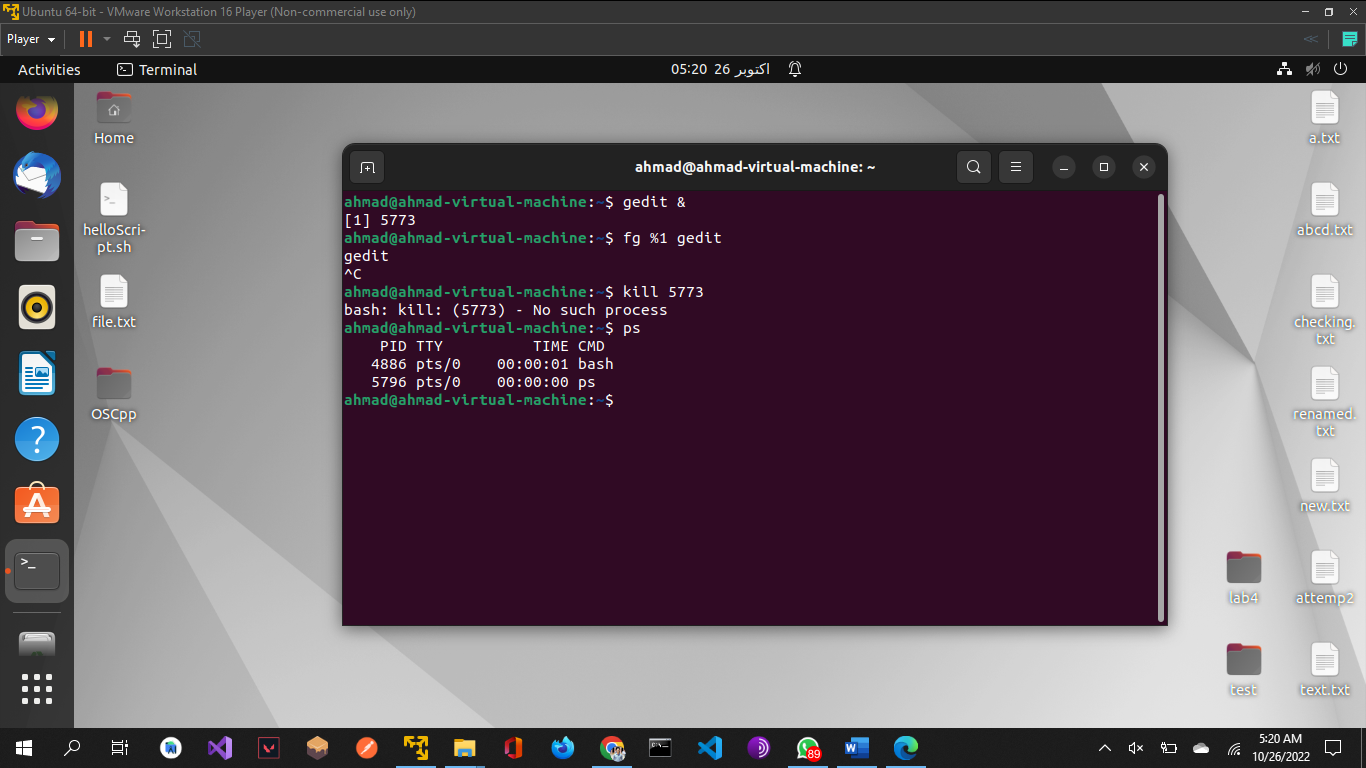 Ubuntu 64-bit - VMware Workstation 16 Player (Non-commercial use only)
Player
Activities
Terminal
اکتوبر 26 05:20
Home
helloScri-
pt.sh
file.txt
OSCpp
a.txt
abcd.txt
checking.
txt
renamed.
txt
new.txt
lab4
attemp2
test
text.txt
ahmad@ahmad-virtual-machine: ~
ahmad@ahmad-virtual-machine:~$ gedit &
[1] 5773
ahmad@ahmad-virtual-machine:~$ fg %1 gedit
gedit
^C
ahmad@ahmad-virtual-machine:~$ kill 5773
bash: kill: (5773) - No such process
ahmad@ahmad-virtual-machine:~$ ps
    PID TTY          TIME CMD
   4886 pts/0    00:00:01 bash
   5796 pts/0    00:00:00 ps
ahmad@ahmad-virtual-machine:~$
89
5:20 AM
10/26/2022